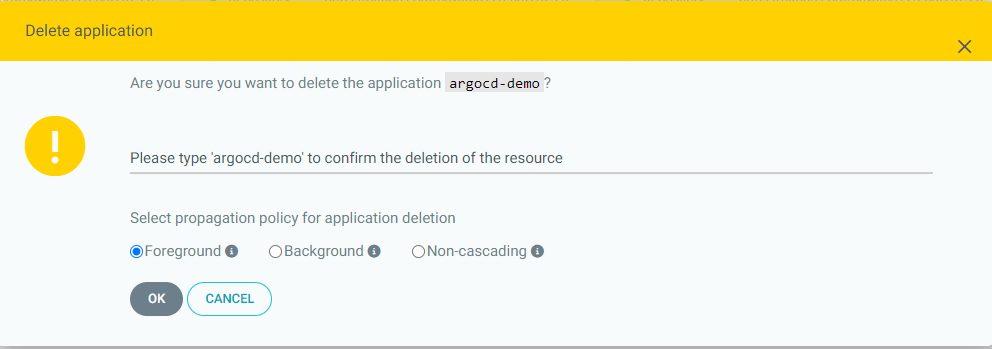 Delete application
Are you sure you want to delete the application argocd-demo ?
Please type 'argocd-demo' to confirm the deletion of the resource
Select propagation policy for application deletion
Foreground Background Non-cascading
OK CANCEL